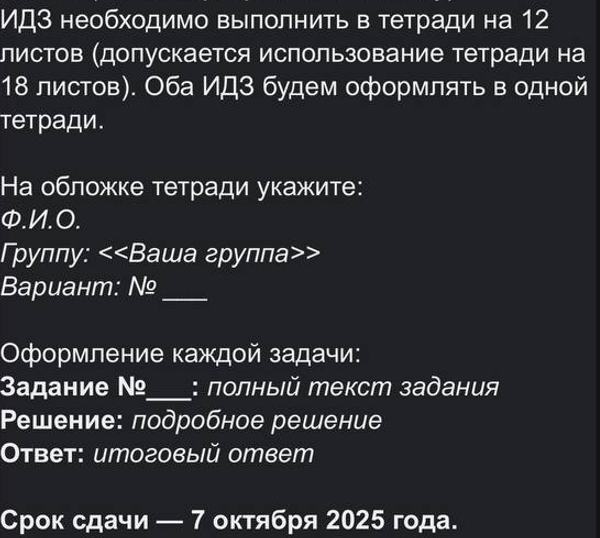 ИДЗ необходимо выполнить в тетради на 12
листов (допускается использование тетради на
18 листов). Оба ИДЗ будем оформлять в одной
тетради.
На обложке тетради укажите:
Ф.И.О.
Группу: <<Ваша группа>>
Вариант: № ___
Оформление каждой задачи:
Задание №___: полный текст задания
Решение: подробное решение
Ответ: итоговый ответ
Срок сдачи — 7 октября 2025 года.